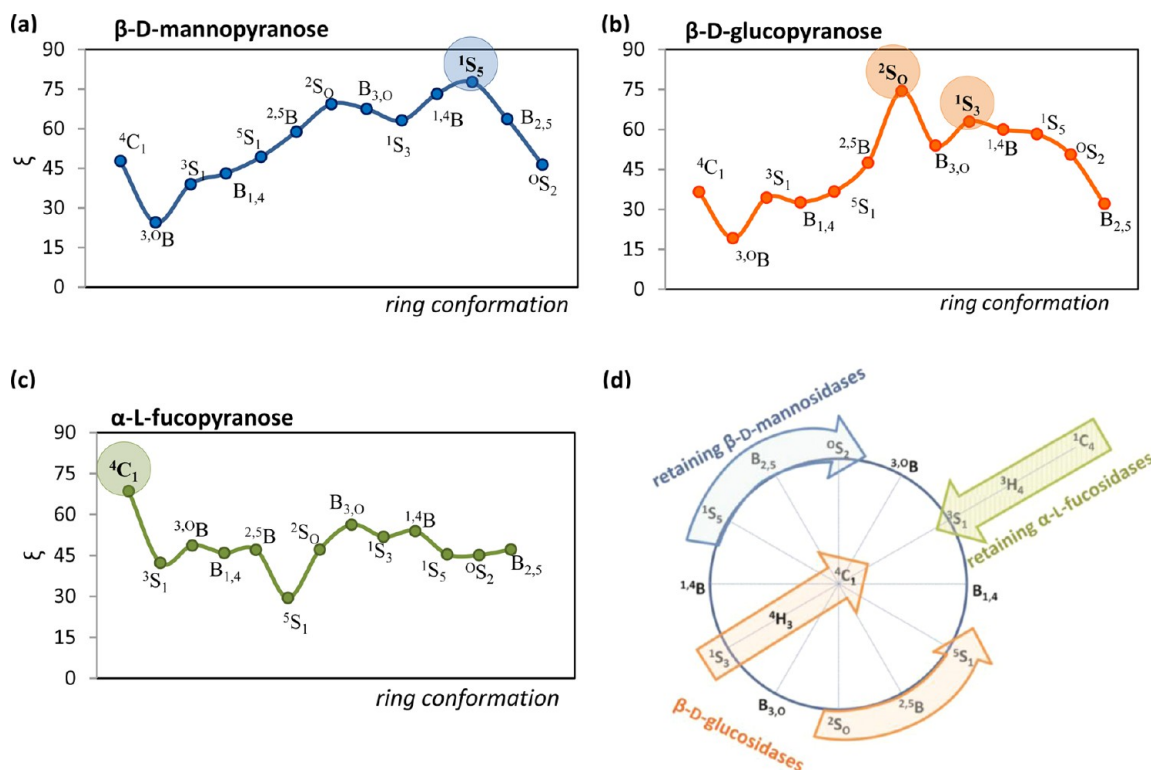 (a)
β-D-mannopyranose
90
75
60
45
30
15
0
ξ
⁴C₁
³,ᴼB
³S₁
B₁,₄
⁵S₁
²,⁵B
²Sₒ
B₃,ₒ
¹S₃
¹,⁴B
¹S₅
B₂,₅
ᴼS₂
ring conformation
(b)
β-D-glucopyranose
90
75
60
45
30
15
0
⁴C₁
³,ᴼB
³S₁
B₁,₄
⁵S₁
²,⁵B
²Sₒ
B₃,ₒ
¹S₃
¹,⁴B
¹S₅
ᴼS₂
B₂,₅
ring conformation
(c)
α-L-fucopyranose
90
75
60
45
30
15
0
ξ
⁴C₁
³S₁
³,ᴼB
B₁,₄
²,⁵B
⁵S₁
²Sₒ
B₃,ₒ
¹S₃
¹,⁴B
¹S₅
ᴼS₂
B₂,₅
ring conformation
(d)
retaining β-D-mannosidases
ᴼS₂
B₂,₅
¹S₅
³,ᴼB
¹C₄
³H₄
³S₁
retaining α-L-fucosidases
¹,⁴B
⁴C₁
B₁,₄
⁴H₃
¹S₃
⁵S₁
B₃,ₒ
²,⁵B
²Sₒ
β-D-glucosidases